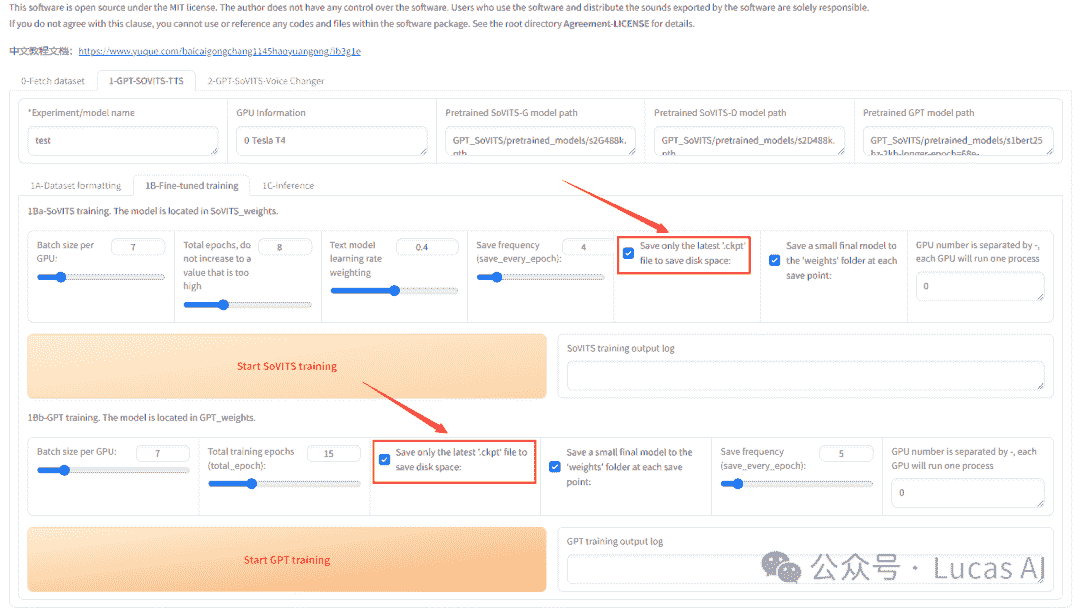 This software is open source under the MIT license. The author does not have any control over the software. Users who use the software and distribute the sounds exported by the software are solely responsible.
If you do not agree with this clause, you cannot use or reference any codes and files within the software package. See the root directory Agreement-LICENSE for details.
中文教程文档: https://www.yuque.com/baicaigongchang1145haoyuangong/ib3g1e
0-Fetch dataset 1-GPT-SOVITS-TTS 2-GPT-SoVITS-Voice Changer
*Experiment/model name GPU Information Pretrained SoVITS-G model path Pretrained SoVITS-D model path Pretrained GPT model path
test 0 Tesla T4 GPT_SoVITS/pretrained_models/s2G488k. GPT_SoVITS/pretrained_models/s2D488k. GPT_SoVITS/pretrained_models/s1bert25
pth pth hz-2kh-longer-epoch=68e-
1A-Dataset formatting 1B-Fine-tuned training 1C-inference
1Ba-SoVITS training. The model is located in SoVITS_weights.
Batch size per 7 Total epochs, do 8 Text model 0.4 Save frequency 4 Save only the latest '.ckpt' Save a small final model to GPU number is separated by -,
GPU: not increase to a learning rate (save_every_epoch): file to save disk space: the 'weights' folder at each each GPU will run one process
value that is too weighting save point:
high 0
Start SoVITS training SoVITS training output log
1Bb-GPT training. The model is located in GPT_weights.
Batch size per GPU: 7 Total training epochs 15 Save only the latest '.ckpt' file to Save a small final model to the Save frequency 5 GPU number is separated by -, each
(total_epoch): save disk space: 'weights' folder at each save (save_every_epoch): GPU will run one process
point: 0
Start GPT training GPT training output log
公众号 · Lucas AI